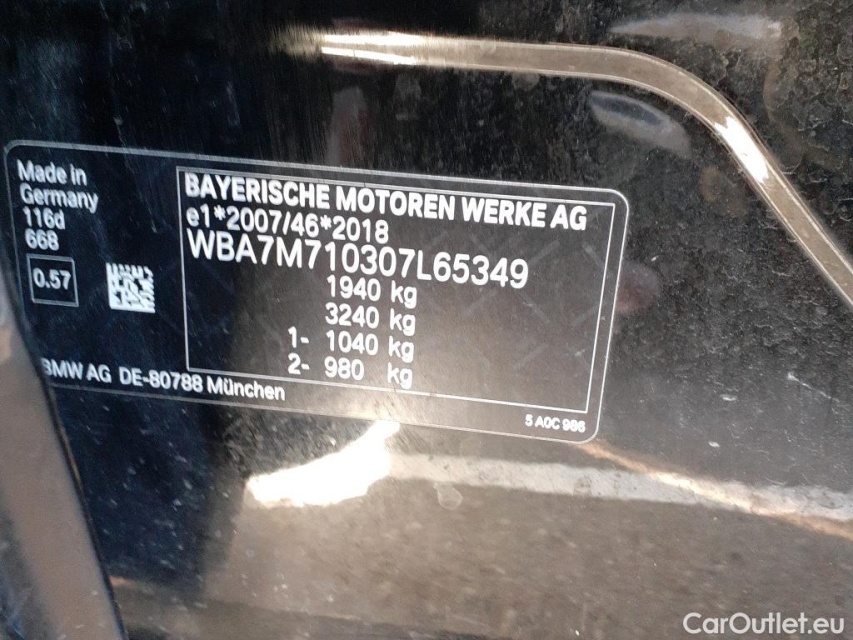 Made in
Germany
116d
668
0.57
BAYERISCHE MOTOREN WERKE AG
e1*2007/46*2018
WBA7M710307L65349
1940 kg
3240 kg
1- 1040 kg
2- 980 kg
BMW AG DE-80788 München
5 A0C 986
CarOutlet.eu